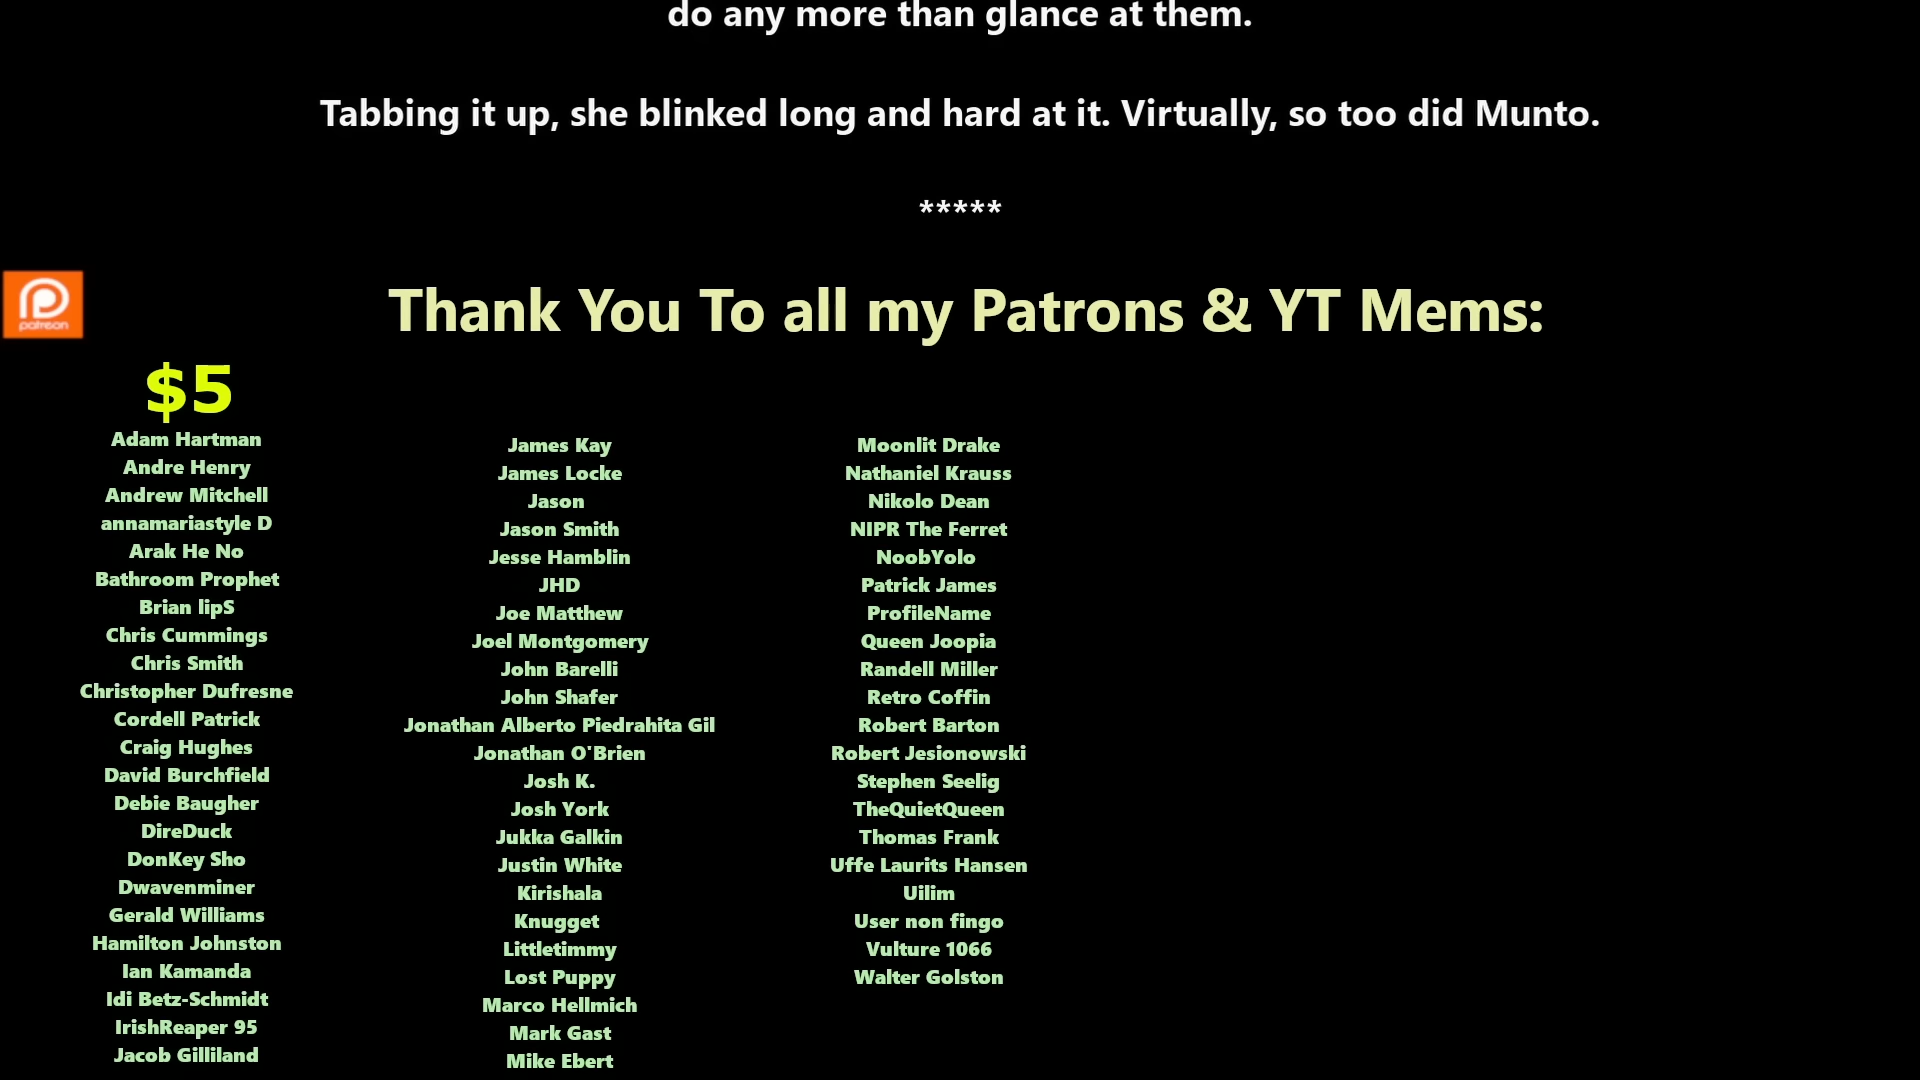 do any more than glance at them.
Tabbing it up, she blinked long and hard at it. Virtually, so too did Munto.
*****
patreon
Thank You To all my Patrons & YT Mems:
$5
Adam Hartman
Andre Henry
Andrew Mitchell
annamariastyle D
Arak He No
Bathroom Prophet
Brian lipS
Chris Cummings
Chris Smith
Christopher Dufresne
Cordell Patrick
Craig Hughes
David Burchfield
Debie Baugher
DireDuck
DonKey Sho
Dwavenminer
Gerald Williams
Hamilton Johnston
Ian Kamanda
Idi Betz-Schmidt
IrishReaper 95
Jacob Gilliland
James Kay
James Locke
Jason
Jason Smith
Jesse Hamblin
JHD
Joe Matthew
Joel Montgomery
John Barelli
John Shafer
Jonathan Alberto Piedrahita Gil
Jonathan O'Brien
Josh K.
Josh York
Jukka Galkin
Justin White
Kirishala
Knugget
Littletimmy
Lost Puppy
Marco Hellmich
Mark Gast
Mike Ebert
Moonlit Drake
Nathaniel Krauss
Nikolo Dean
NIPR The Ferret
NoobYolo
Patrick James
ProfileName
Queen Joopia
Randell Miller
Retro Coffin
Robert Barton
Robert Jesionowski
Stephen Seelig
TheQuietQueen
Thomas Frank
Uffe Laurits Hansen
Uilim
User non fingo
Vulture 1066
Walter Golston